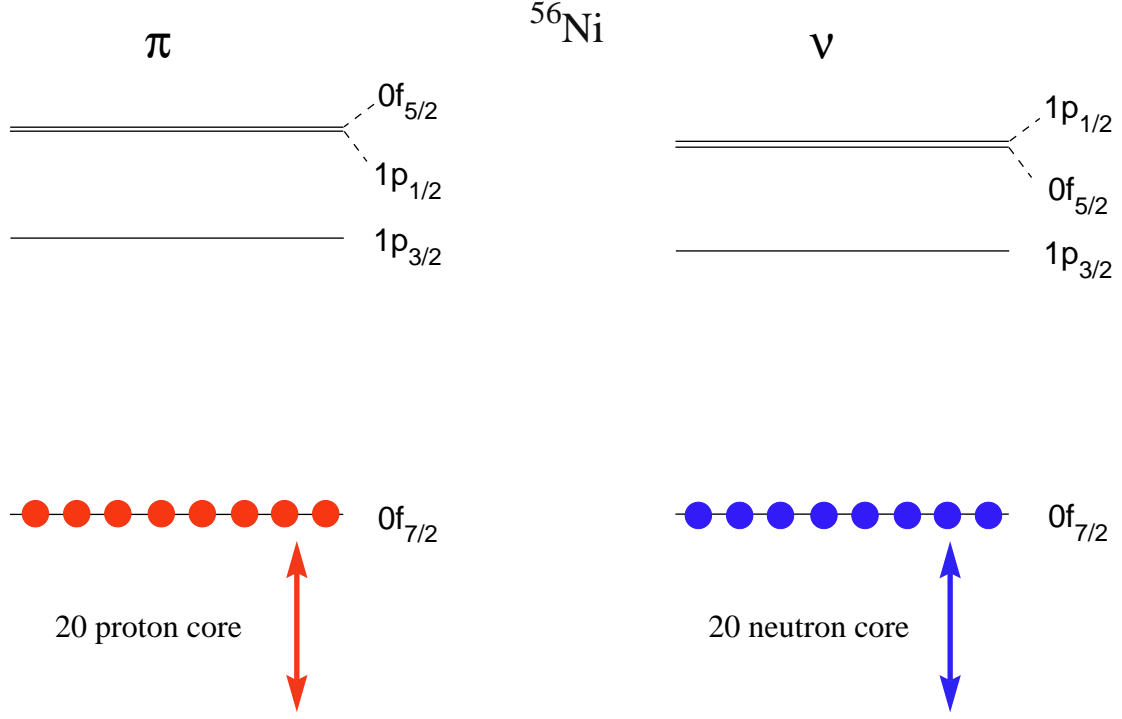 ⁵⁶Ni
π
ν
0f5/2
1p1/2
1p3/2
0f7/2
20 proton core
1p1/2
0f5/2
1p3/2
0f7/2
20 neutron core